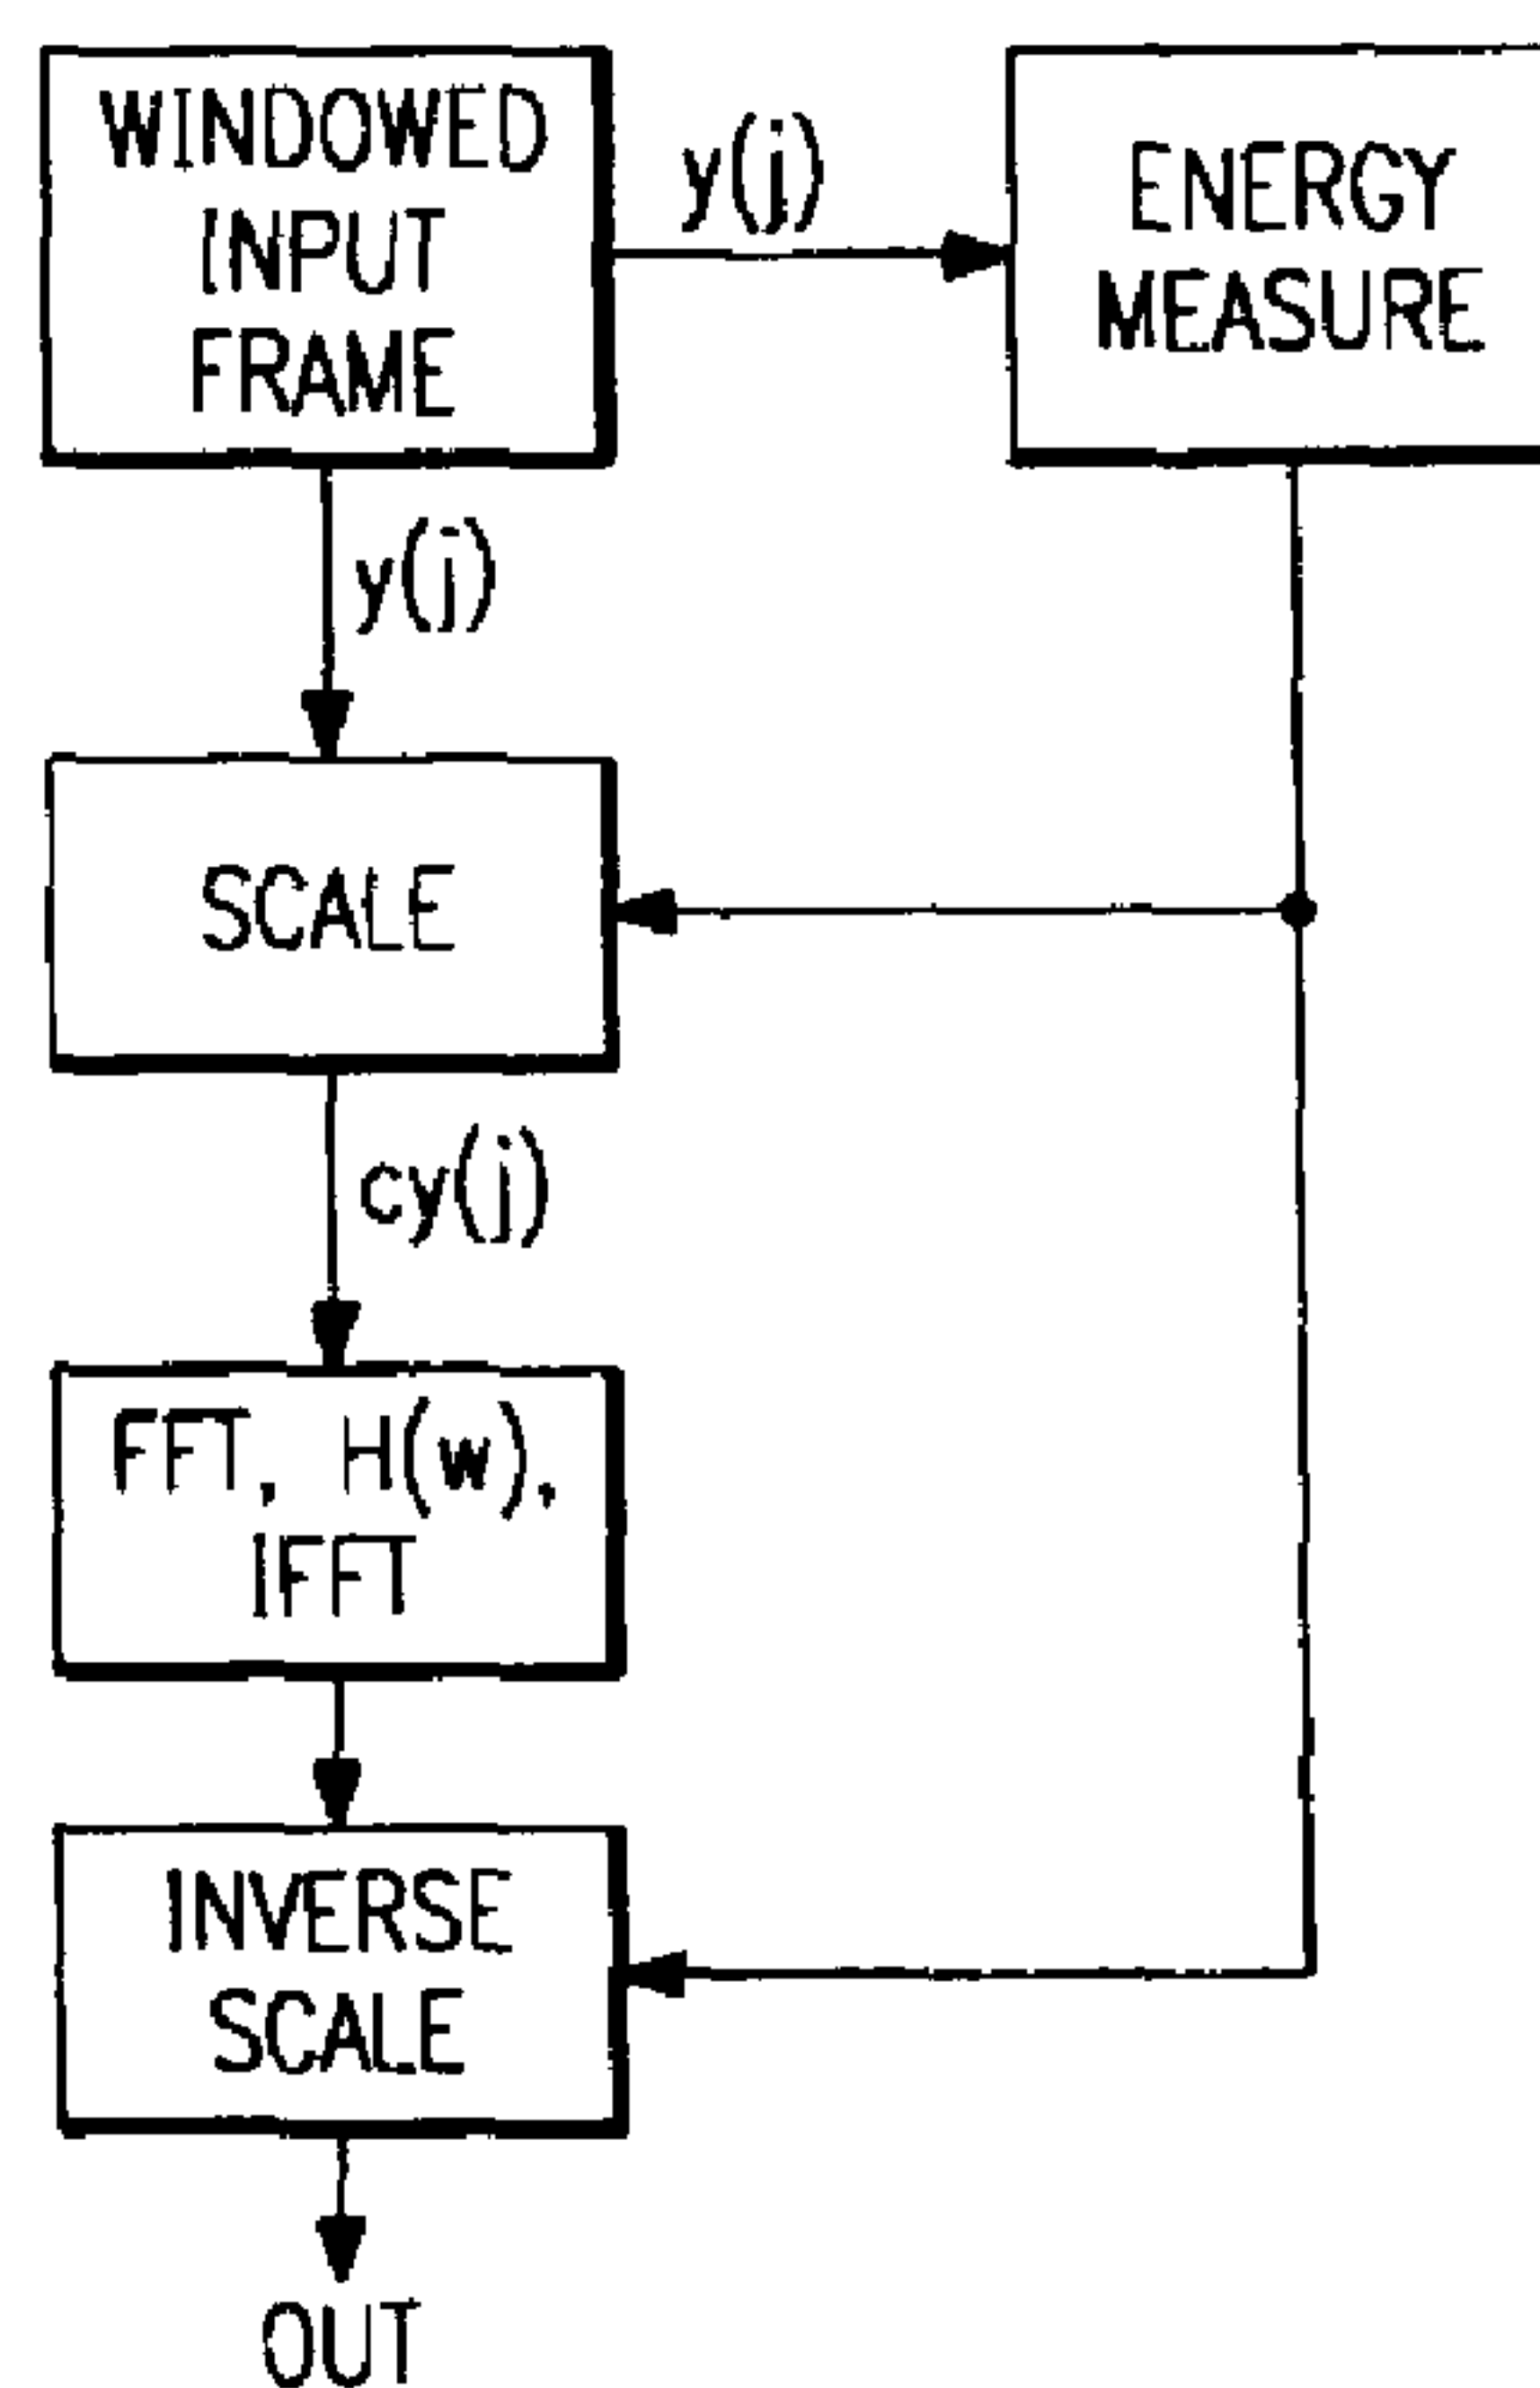 WINDOWED
INPUT
FRAME
y(j)
ENERGY
MEASURE
y(j)
SCALE
cy(j)
FFT, H(w),
IFFT
INVERSE
SCALE
OUT